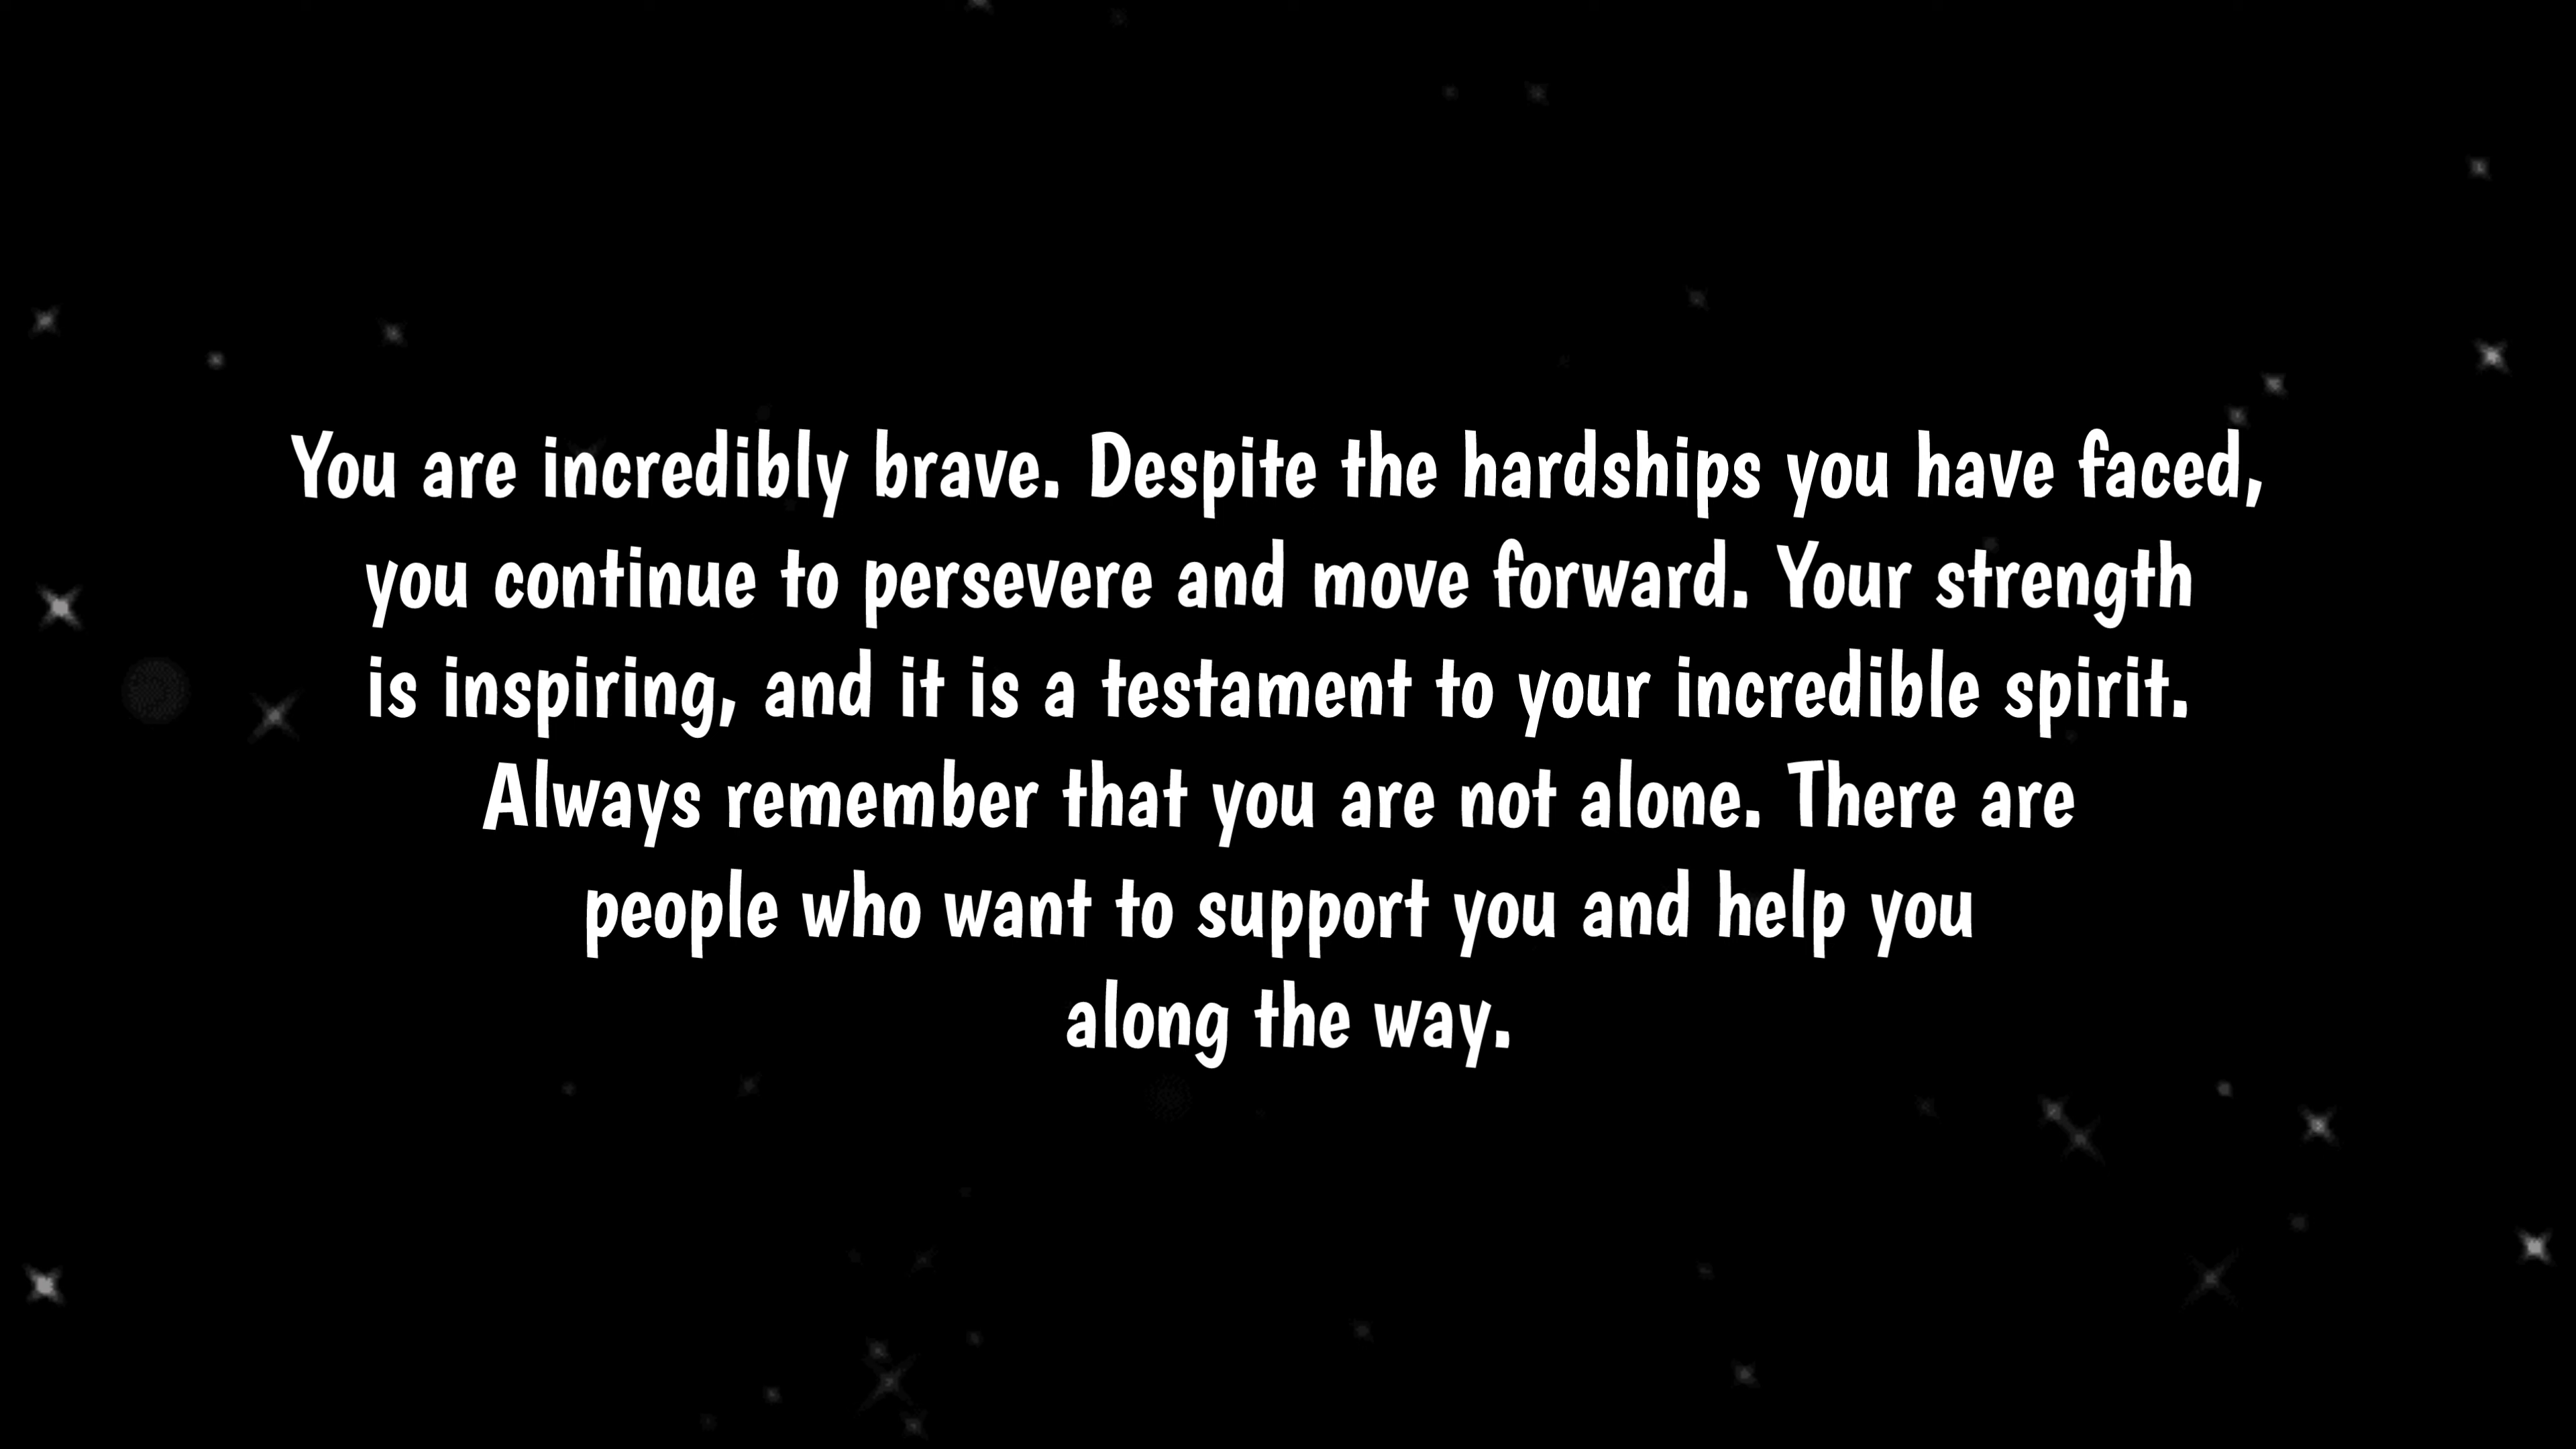 You are incredibly brave. Despite the hardships you have faced,
you continue to persevere and move forward. Your strength
is inspiring, and it is a testament to your incredible spirit.
Always remember that you are not alone. There are
people who want to support you and help you
along the way.